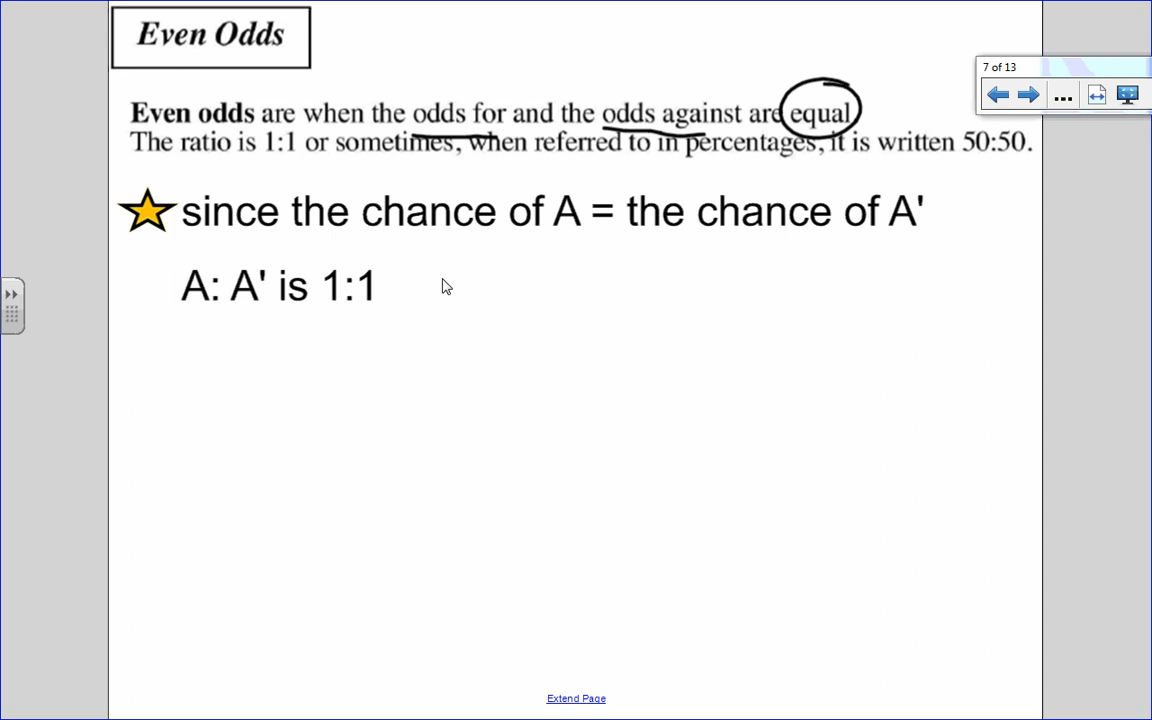 Even Odds
7 of 13
Even odds are when the odds for and the odds against are equal
The ratio is 1:1 or sometimes, when referred to in percentages, it is written 50:50.
since the chance of A = the chance of A'
A: A' is 1:1
Extend Page